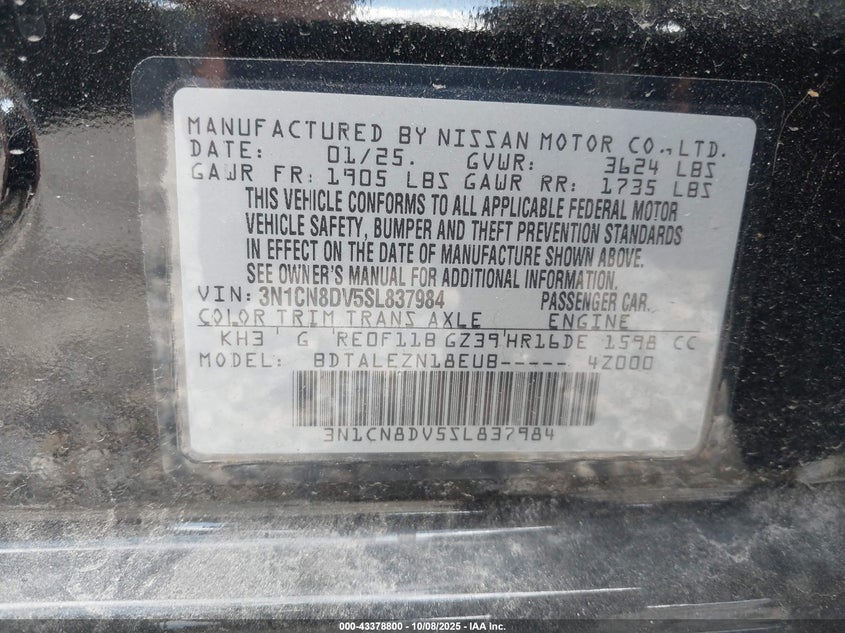 MANUFACTURED BY NISSAN MOTOR CO.,LTD.
DATE: 01/25. GVWR: 3624 LBS
GAWR FR: 1905 LBS GAWR RR: 1735 LBS
THIS VEHICLE CONFORMS TO ALL APPLICABLE FEDERAL MOTOR
VEHICLE SAFETY, BUMPER AND THEFT PREVENTION STANDARDS
IN EFFECT ON THE DATE OF MANUFACTURE SHOWN ABOVE.
SEE OWNER'S MANUAL FOR ADDITIONAL INFORMATION.
VIN: 3N1CN8DV5SL837984 PASSENGER CAR.
COLOR TRIM TRANS AXLE ENGINE
KH3 G RE0F11B GZ39 HR16DE 1598 CC
MODEL: BDTALEZN18EUB----- 4Z000
3N1CN8DV5SL837984
000-43378800 - 10/08/2025 - IAA Inc.